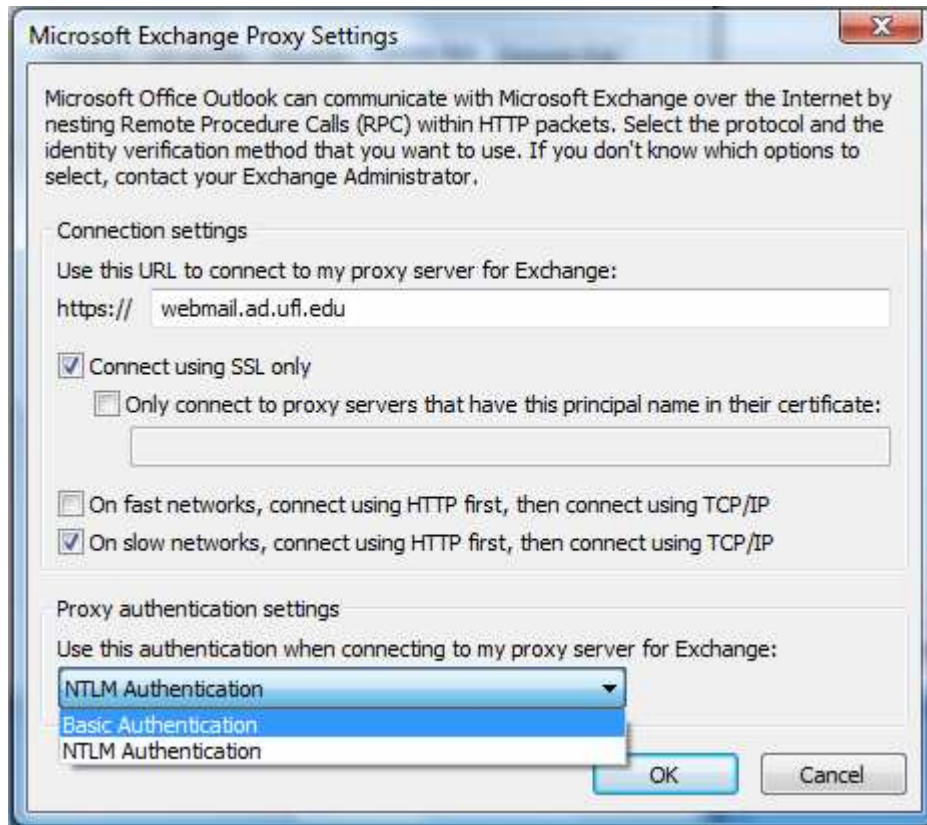 Microsoft Exchange Proxy Settings
Microsoft Office Outlook can communicate with Microsoft Exchange over the Internet by
nesting Remote Procedure Calls (RPC) within HTTP packets. Select the protocol and the
identity verification method that you want to use. If you don't know which options to
select, contact your Exchange Administrator.
Connection settings
Use this URL to connect to my proxy server for Exchange:
https:// webmail.ad.ufl.edu
Connect using SSL only
Only connect to proxy servers that have this principal name in their certificate:
On fast networks, connect using HTTP first, then connect using TCP/IP
On slow networks, connect using HTTP first, then connect using TCP/IP
Proxy authentication settings
Use this authentication when connecting to my proxy server for Exchange:
NTLM Authentication
Basic Authentication
NTLM Authentication
OK Cancel